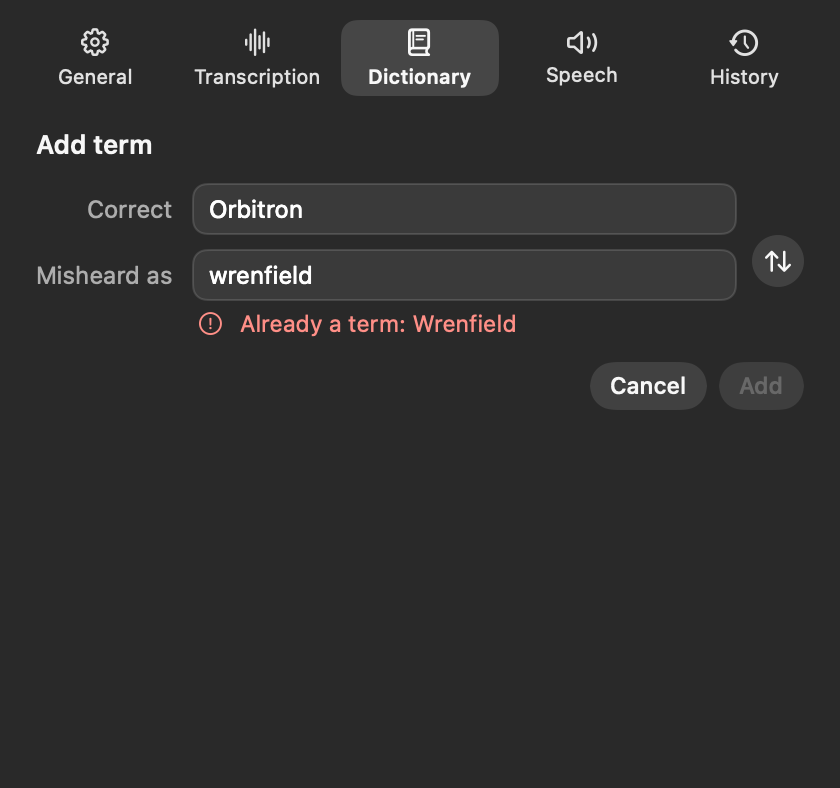 General Transcription Dictionary Speech History
Add term
Correct Orbitron
Misheard as wrenfield
Already a term: Wrenfield
Cancel Add